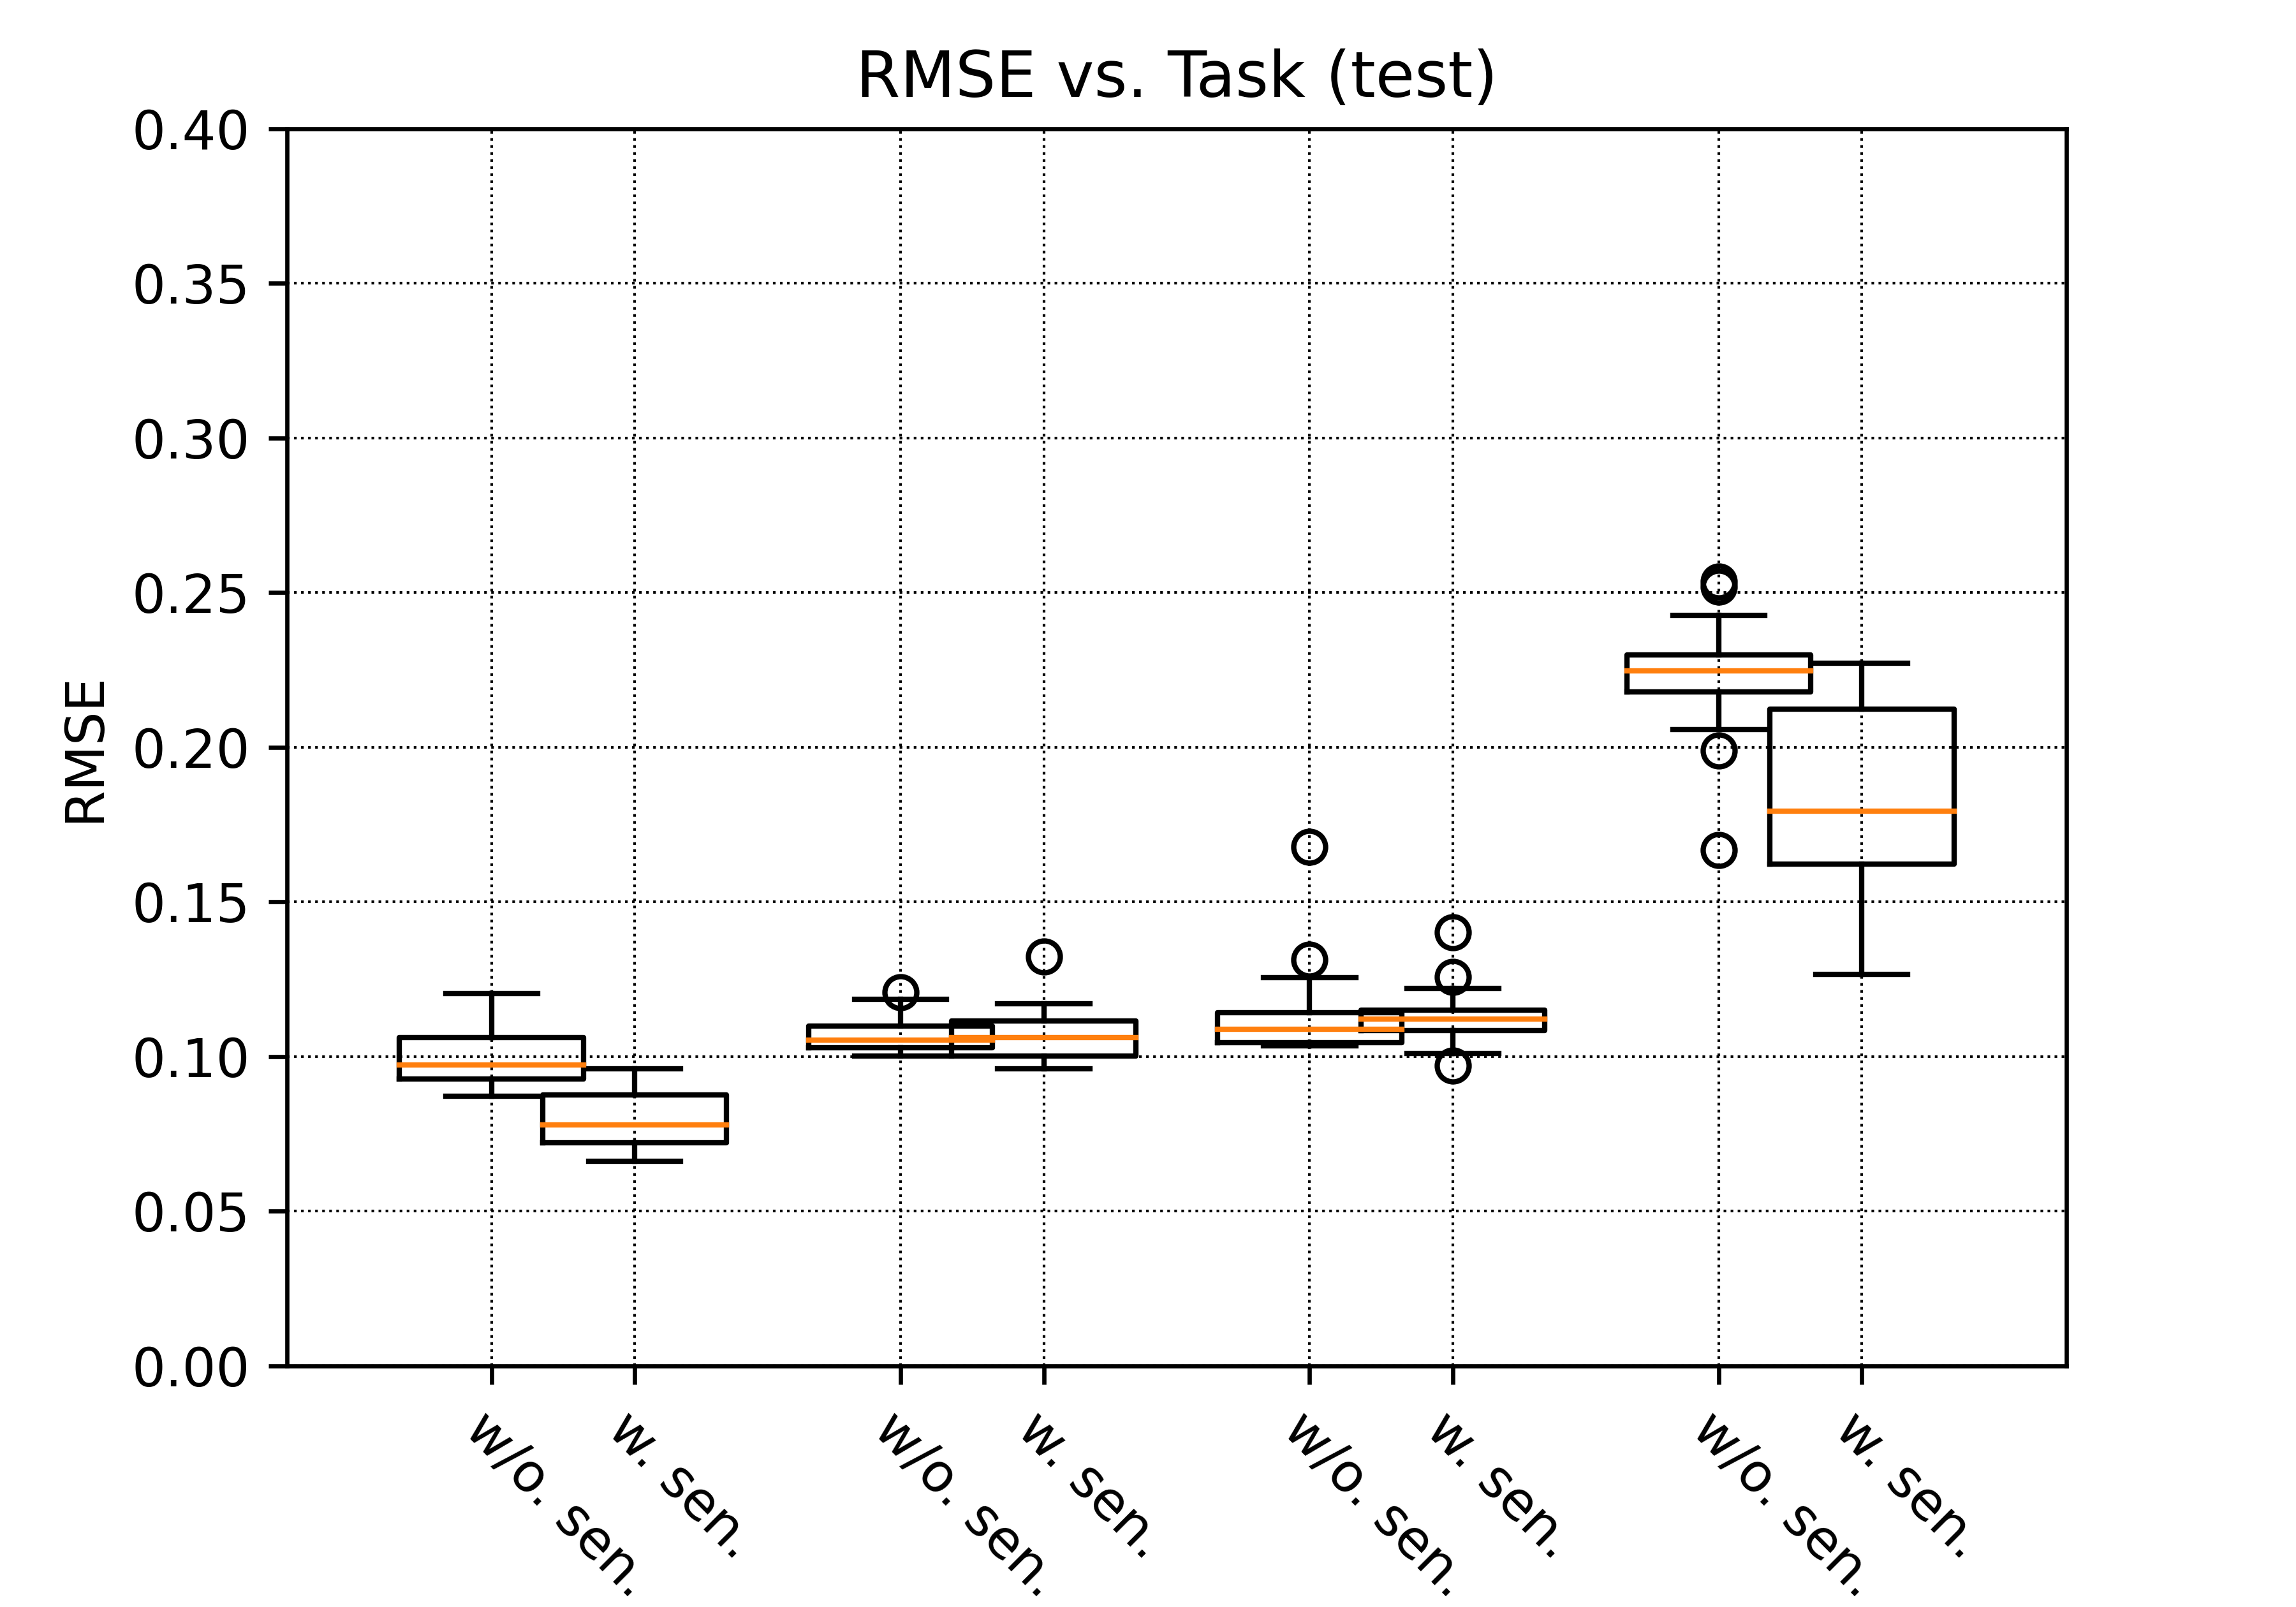 RMSE vs. Task (test)
0.40
0.35
0.30
0.25
0.20
0.15
0.10
0.05
0.00
RMSE
w/o. sen.
w. sen.
w/o. sen.
w. sen.
w/o. sen.
w. sen.
w/o. sen.
w. sen.